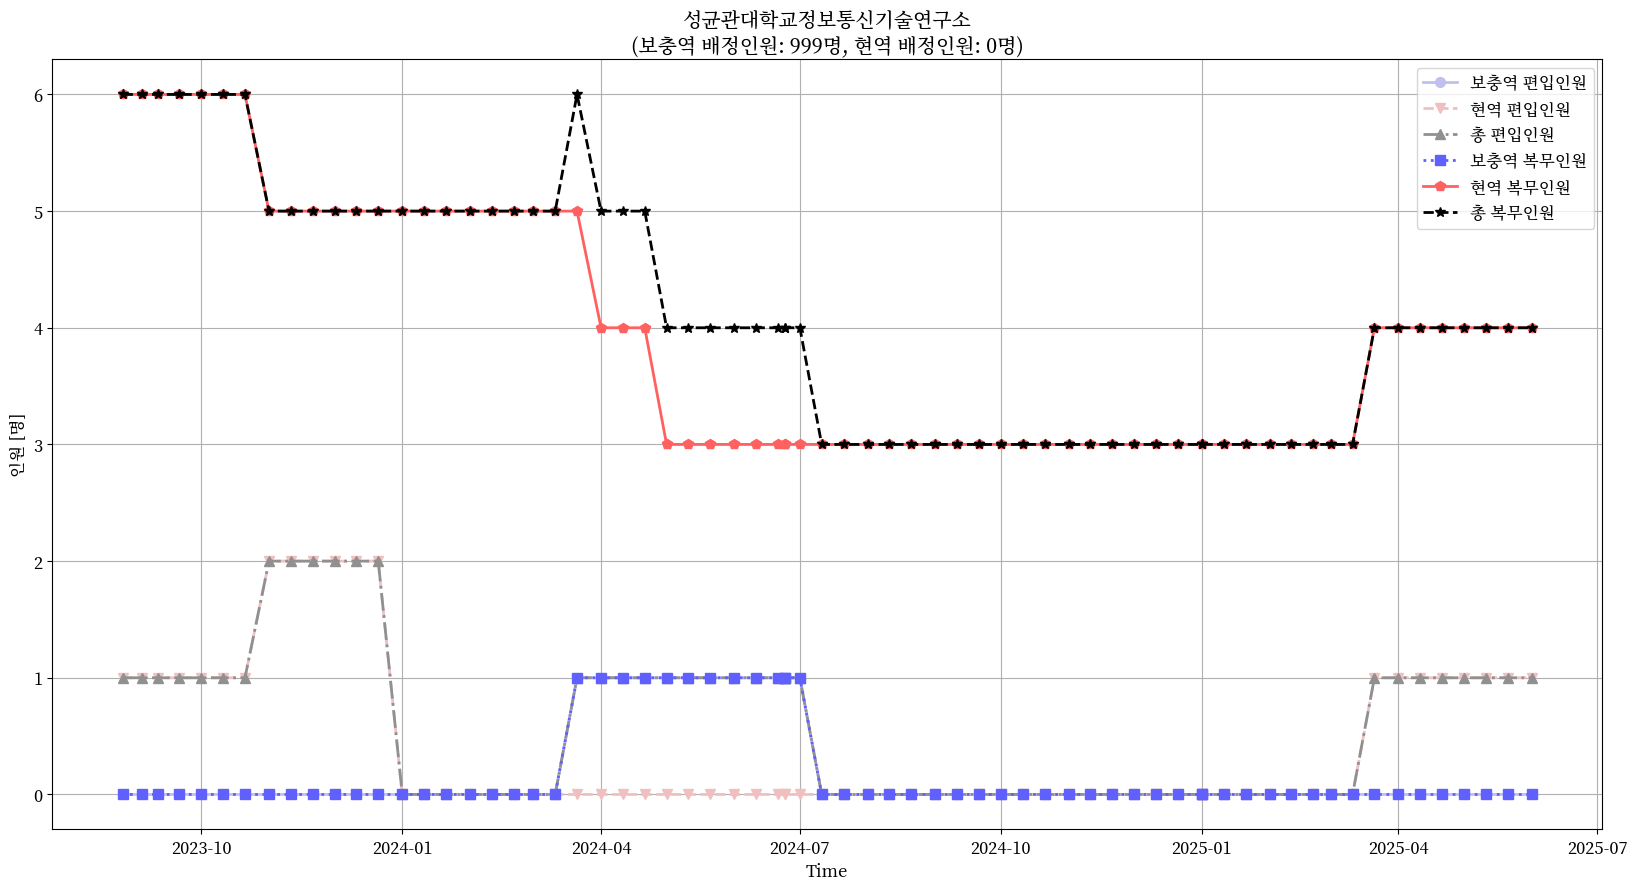 성균관대학교정보통신기술연구소
(보충역 배정인원: 999명, 현역 배정인원: 0명)
보충역 편입인원
현역 편입인원
총 편입인원
보충역 복무인원
현역 복무인원
총 복무인원
인원 [명]
6
5
4
3
2
1
0
2023-10
2024-01
2024-04
2024-07
2024-10
2025-01
2025-04
2025-07
Time